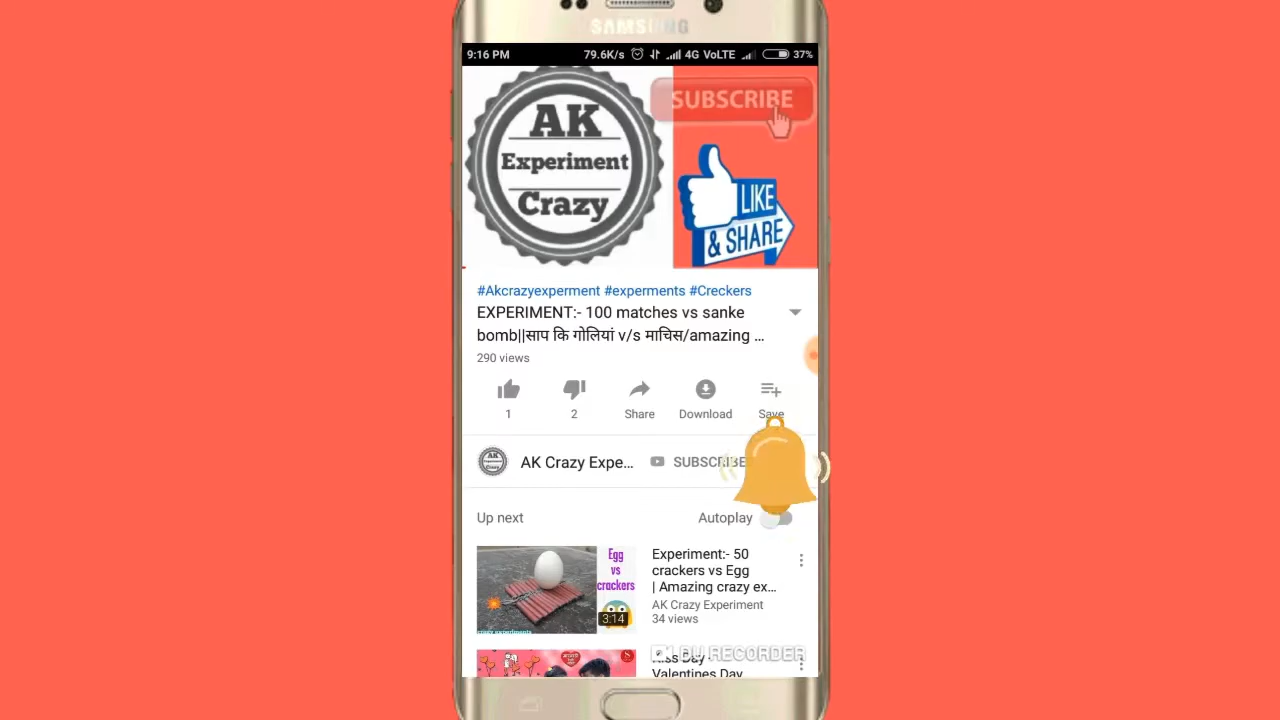 SAMSUNG
9:16 PM 79.6K/s 4G VoLTE 37%
AK
Experiment
Crazy
SUBSCRIBE
LIKE
& SHARE
#Akcrazyexperment #experments #Creckers
EXPERIMENT:- 100 matches vs sanke
bomb||साप कि गोलियां v/s माचिस/amazing ...
290 views
1 2 Share Download Save
AK Crazy Expe... SUBSCRIBE
Up next Autoplay
Egg
vs
crackers
3:14
Experiment:- 50
crackers vs Egg
| Amazing crazy ex...
AK Crazy Experiment
34 views
RECORDER
Kiss Day -
Valentines Day